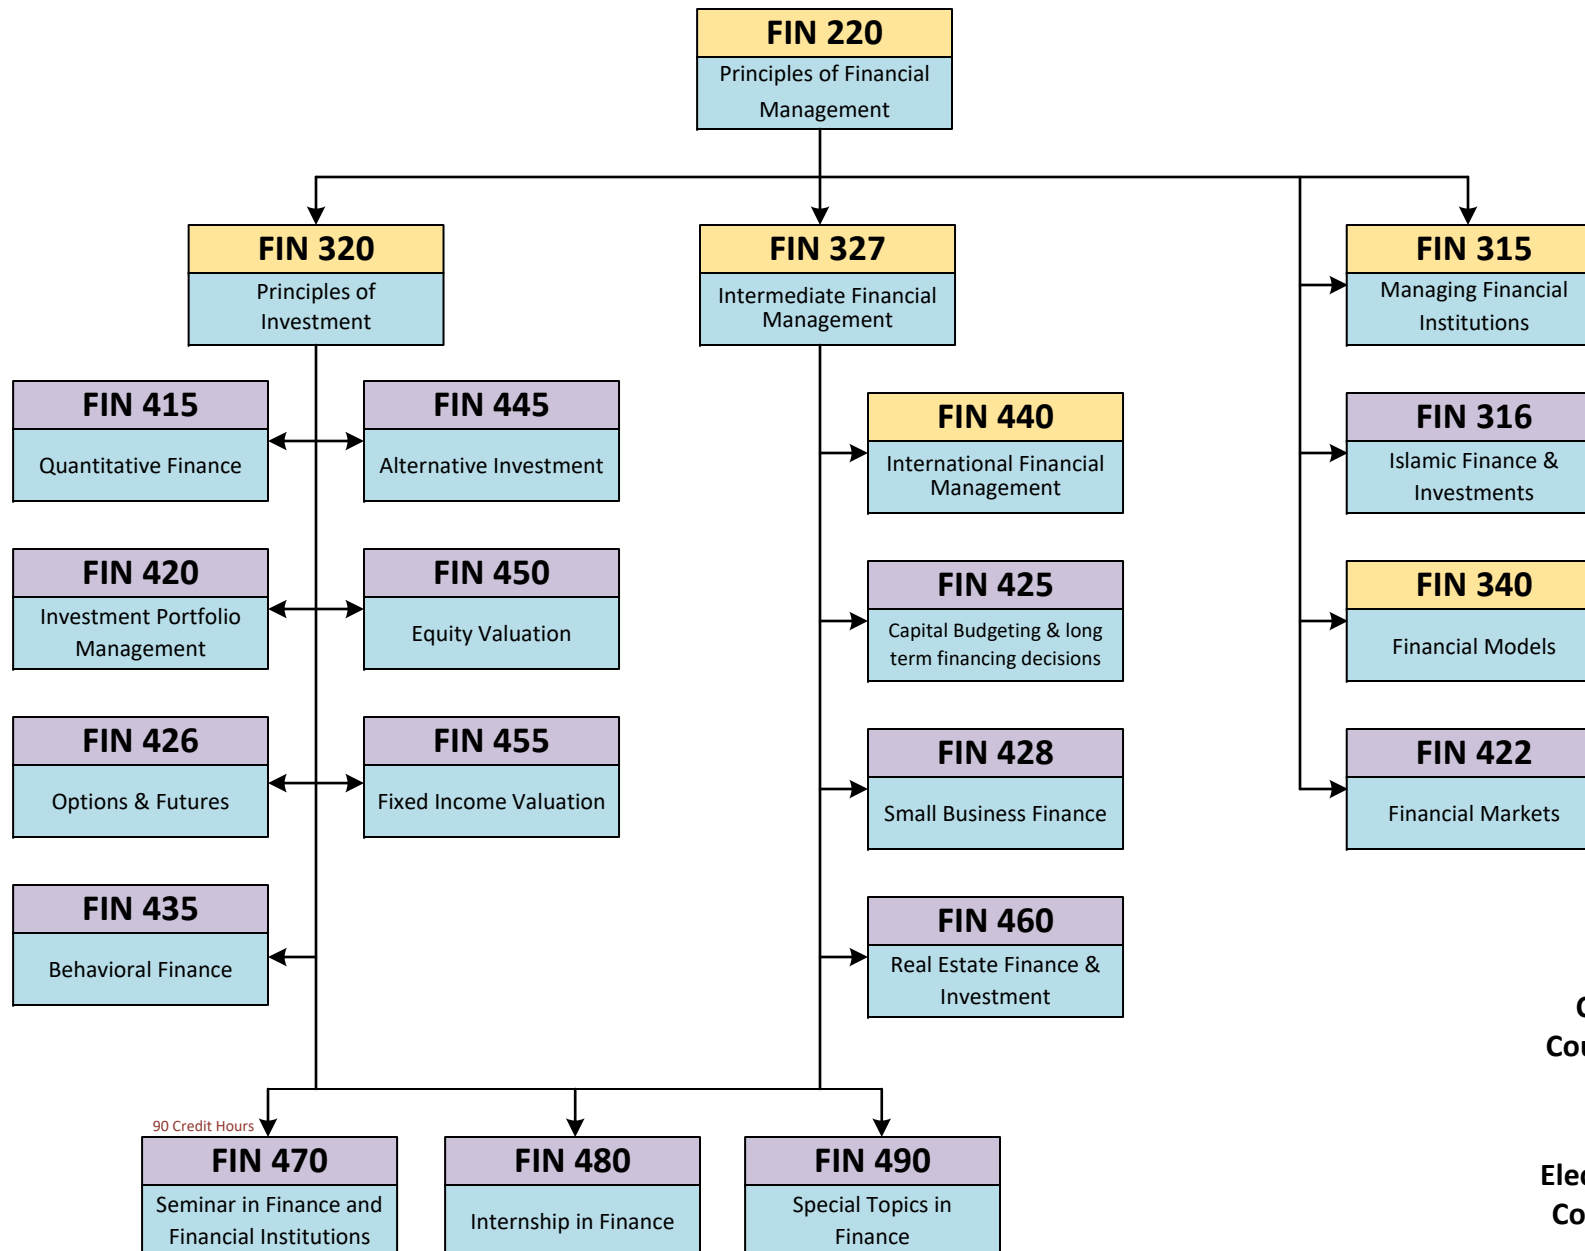 FIN 220
Principles of Financial
Management
FIN 320
Principles of
Investment
FIN 327
Intermediate Financial
Management
FIN 315
Managing Financial
Institutions
FIN 415
Quantitative Finance
FIN 445
Alternative Investment
FIN 440
International Financial
Management
FIN 316
Islamic Finance &
Investments
FIN 420
Investment Portfolio
Management
FIN 450
Equity Valuation
FIN 425
Capital Budgeting & long
term financing decisions
FIN 340
Financial Models
FIN 426
Options & Futures
FIN 455
Fixed Income Valuation
FIN 428
Small Business Finance
FIN 422
Financial Markets
FIN 435
Behavioral Finance
FIN 460
Real Estate Finance &
Investment
90 Credit Hours
FIN 470
Seminar in Finance and
Financial Institutions
FIN 480
Internship in Finance
FIN 490
Special Topics in
Finance